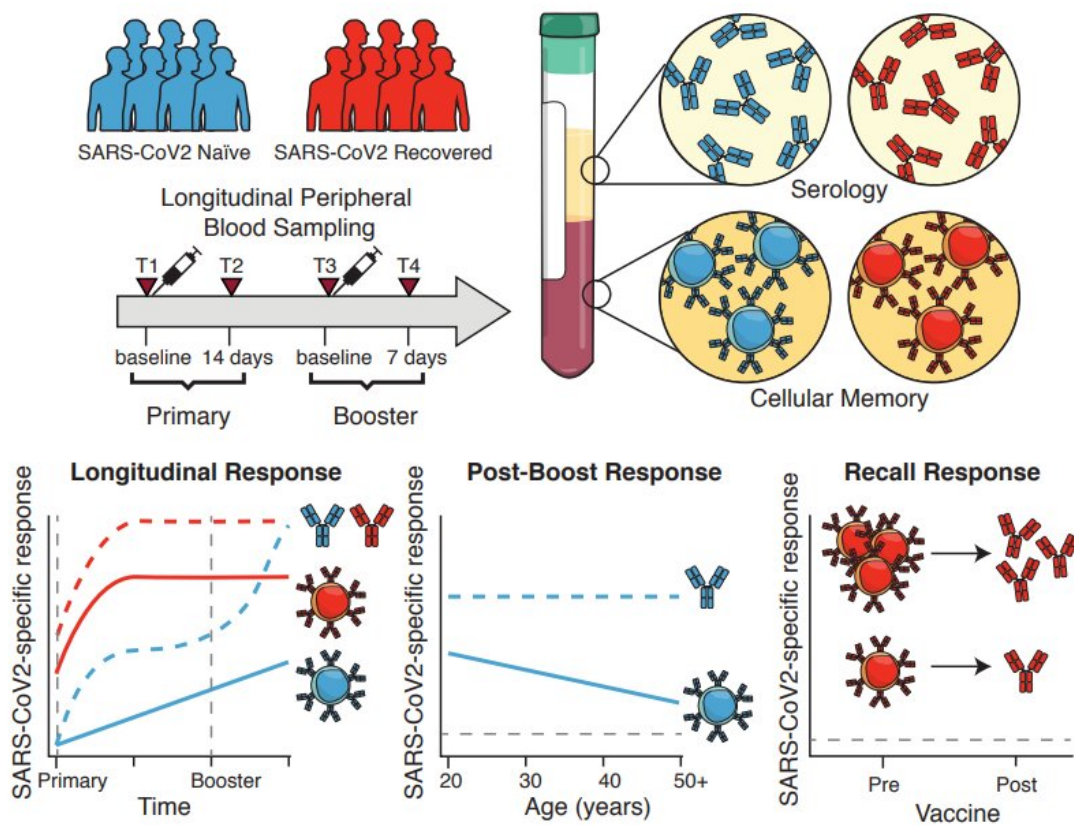 SARS-CoV2 Naïve
SARS-CoV2 Recovered
Longitudinal Peripheral
Blood Sampling
T1
T2
T3
T4
baseline
14 days
baseline
7 days
Primary
Booster
Serology
Cellular Memory
Longitudinal Response
SARS-CoV2-specific response
Primary
Booster
Time
Post-Boost Response
SARS-CoV2-specific response
20
30
40
50+
Age (years)
Recall Response
SARS-CoV2-specific response
Pre
Post
Vaccine